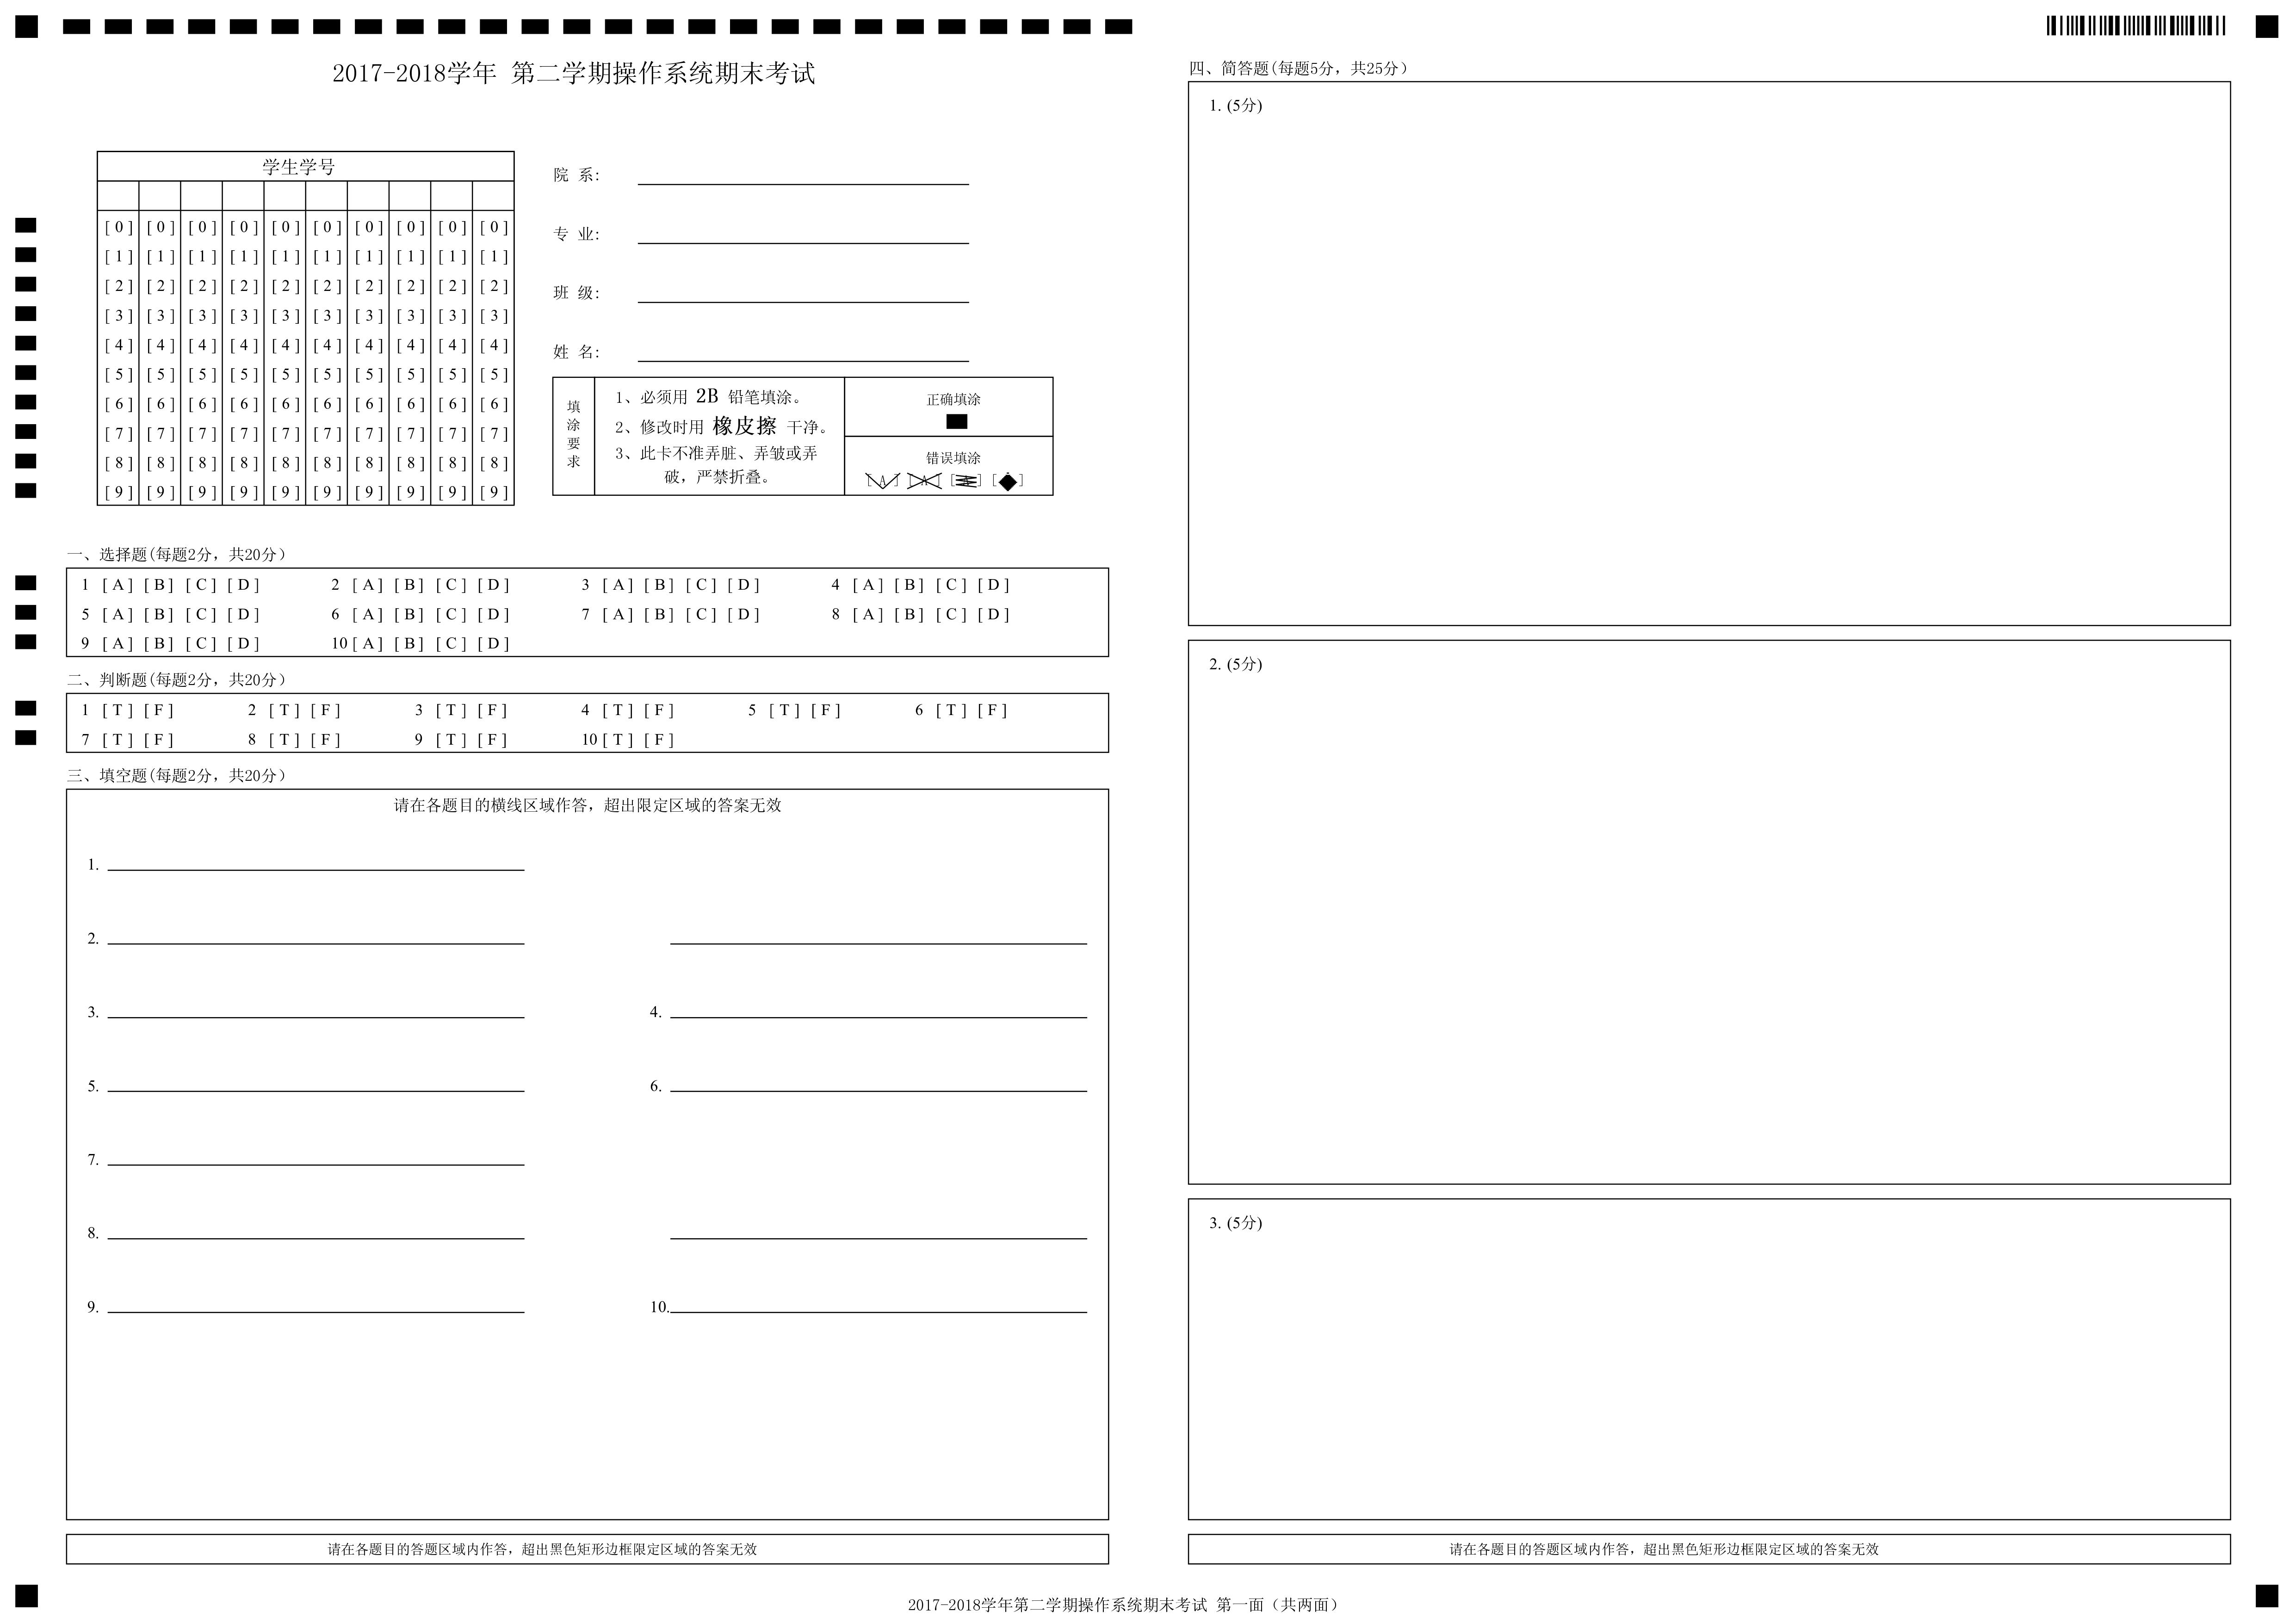 2017-2018学年 第二学期操作系统期末考试
学生学号
[0] [0] [0] [0] [0] [0] [0] [0] [0] [0]
[1] [1] [1] [1] [1] [1] [1] [1] [1] [1]
[2] [2] [2] [2] [2] [2] [2] [2] [2] [2]
[3] [3] [3] [3] [3] [3] [3] [3] [3] [3]
[4] [4] [4] [4] [4] [4] [4] [4] [4] [4]
[5] [5] [5] [5] [5] [5] [5] [5] [5] [5]
[6] [6] [6] [6] [6] [6] [6] [6] [6] [6]
[7] [7] [7] [7] [7] [7] [7] [7] [7] [7]
[8] [8] [8] [8] [8] [8] [8] [8] [8] [8]
[9] [9] [9] [9] [9] [9] [9] [9] [9] [9]
院 系:
专 业:
班 级:
姓 名:
填涂要求
1、必须用 2B 铅笔填涂。
2、修改时用 橡皮擦 干净。
3、此卡不准弄脏、弄皱或弄
破，严禁折叠。
正确填涂
错误填涂
[A] [A] [A] [ ]
一、选择题(每题2分，共20分）
1 [A] [B] [C] [D] 2 [A] [B] [C] [D] 3 [A] [B] [C] [D] 4 [A] [B] [C] [D]
5 [A] [B] [C] [D] 6 [A] [B] [C] [D] 7 [A] [B] [C] [D] 8 [A] [B] [C] [D]
9 [A] [B] [C] [D] 10 [A] [B] [C] [D]
二、判断题(每题2分，共20分）
1 [T] [F] 2 [T] [F] 3 [T] [F] 4 [T] [F] 5 [T] [F] 6 [T] [F]
7 [T] [F] 8 [T] [F] 9 [T] [F] 10 [T] [F]
三、填空题(每题2分，共20分）
请在各题目的横线区域作答，超出限定区域的答案无效
1.
2.
3. 4.
5. 6.
7.
8.
9. 10.
请在各题目的答题区域内作答，超出黑色矩形边框限定区域的答案无效
四、简答题(每题5分，共25分）
1. (5分)
2. (5分)
3. (5分)
请在各题目的答题区域内作答，超出黑色矩形边框限定区域的答案无效
2017-2018学年第二学期操作系统期末考试 第一面（共两面）